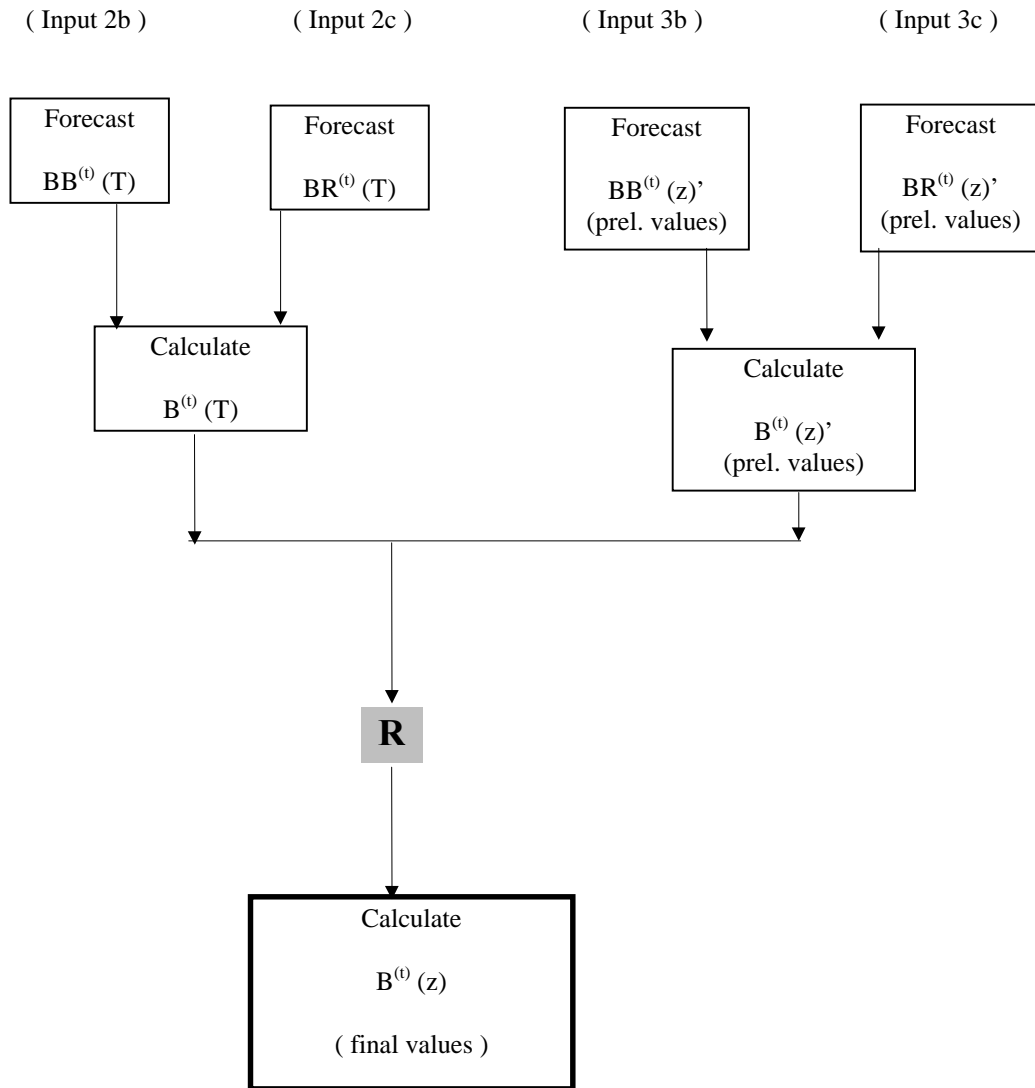 ( Input 2b )
( Input 2c )
( Input 3b )
( Input 3c )
Forecast
BB^(t) (T)
Forecast
BR^(t) (T)
Forecast
BB^(t) (z)’
(prel. values)
Forecast
BR^(t) (z)’
(prel. values)
Calculate
B^(t) (T)
Calculate
B^(t) (z)’
(prel. values)
R
Calculate
B^(t) (z)
( final values )